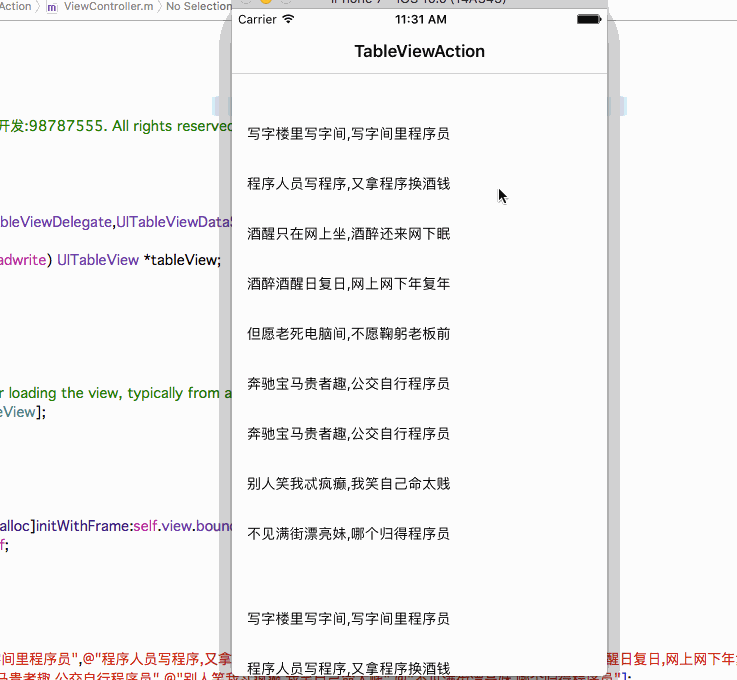 Action > ViewController.m > No Selection
Carrier 11:31 AM
TableViewAction
开发:98787555. All rights reserved
写字楼里写字间,写字间里程序员
程序人员写程序,又拿程序换酒钱
bleViewDelegate,UITableViewDataS
酒醒只在网上坐,酒醉还来网下眠
adwrite) UITableView *tableView;
酒醉酒醒日复日,网上网下年复年
但愿老死电脑间,不愿鞠躬老板前
奔驰宝马贵者趣,公交自行程序员
r loading the view, typically from a
eView];
奔驰宝马贵者趣,公交自行程序员
别人笑我忒疯癫,我笑自己命太贱
alloc]initWithFrame:self.view.boun
不见满街漂亮妹,哪个归得程序员
f;
写字楼里写字间,写字间里程序员
间里程序员",@"程序人员写程序,又拿
程序人员写程序,又拿程序换酒钱
醒日复日,网上网下年
马贵者趣,公交自行程序员",@"别人笑我